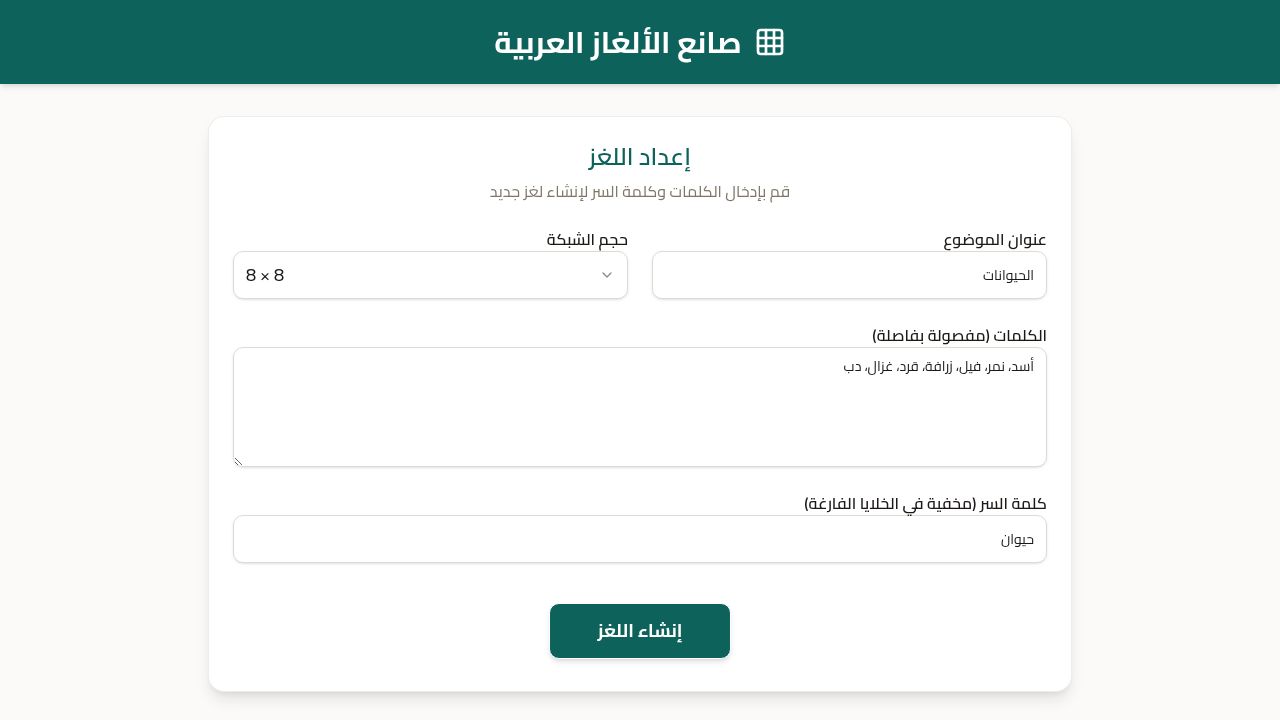 صانع الألغاز العربية
إعداد اللغز
قم بإدخال الكلمات وكلمة السر لإنشاء لغز جديد
عنوان الموضوع
الحيوانات
حجم الشبكة
8 × 8
الكلمات (مفصولة بفاصلة)
أسد، نمر، فيل، زرافة، قرد، غزال، دب
كلمة السر (مخفية في الخلايا الفارغة)
حيوان
إنشاء اللغز